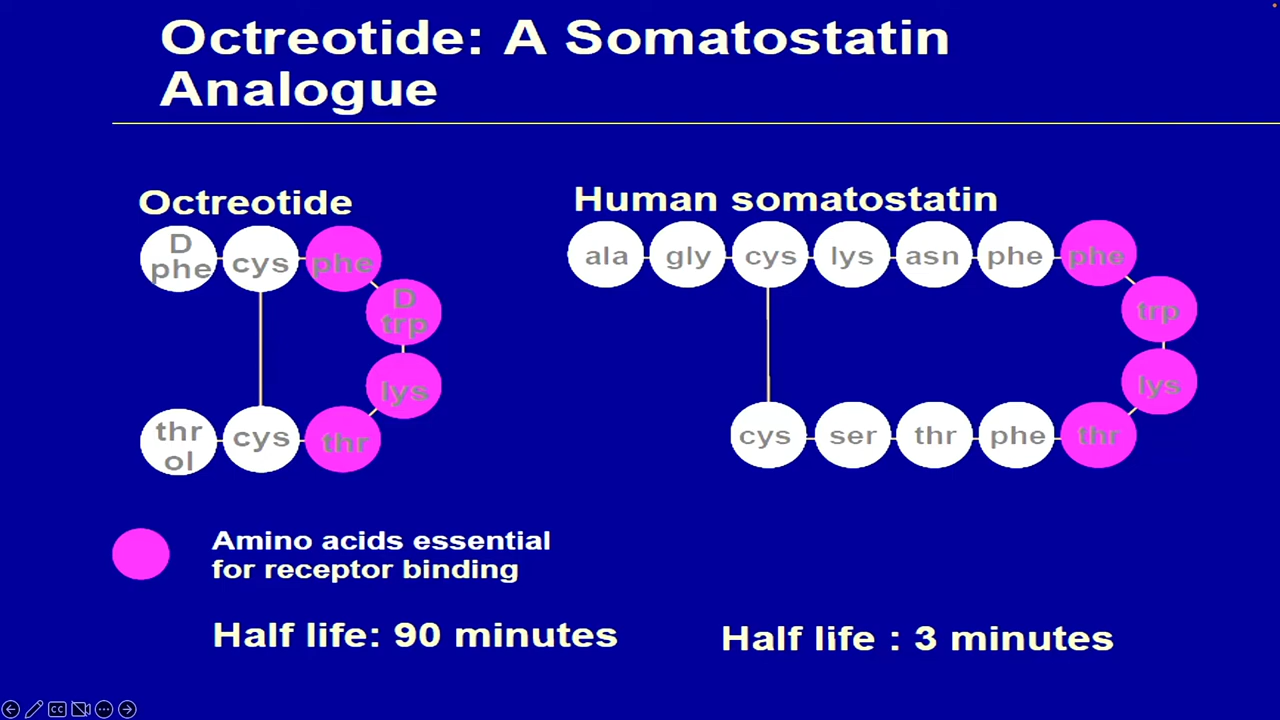 Octreotide: A Somatostatin
Analogue
Octreotide
D
phe
cys
phe
D
trp
lys
thr
cys
thr
ol
Human somatostatin
ala
gly
cys
lys
asn
phe
phe
trp
lys
thr
phe
thr
ser
cys
Amino acids essential
for receptor binding
Half life: 90 minutes
Half life : 3 minutes
CC